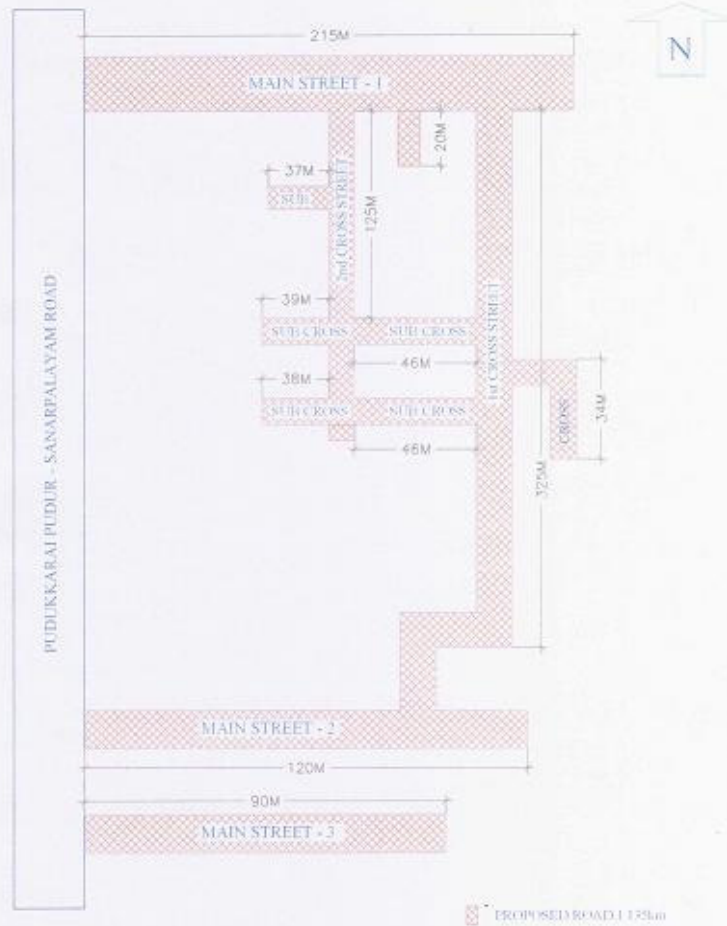 215M
N
MAIN STREET - 1
20M
37M
SUB
2nd CROSS STREET
125M
PUDUKKARAI PUDUR - SANARPALAYAM ROAD
39M
SUB CROSS
SUB CROSS
1st CROSS STREET
46M
38M
SUB CROSS
SUB CROSS
CROSS
34M
46M
325M
MAIN STREET - 2
120M
90M
MAIN STREET - 3
PROPOSED ROAD 1.135km